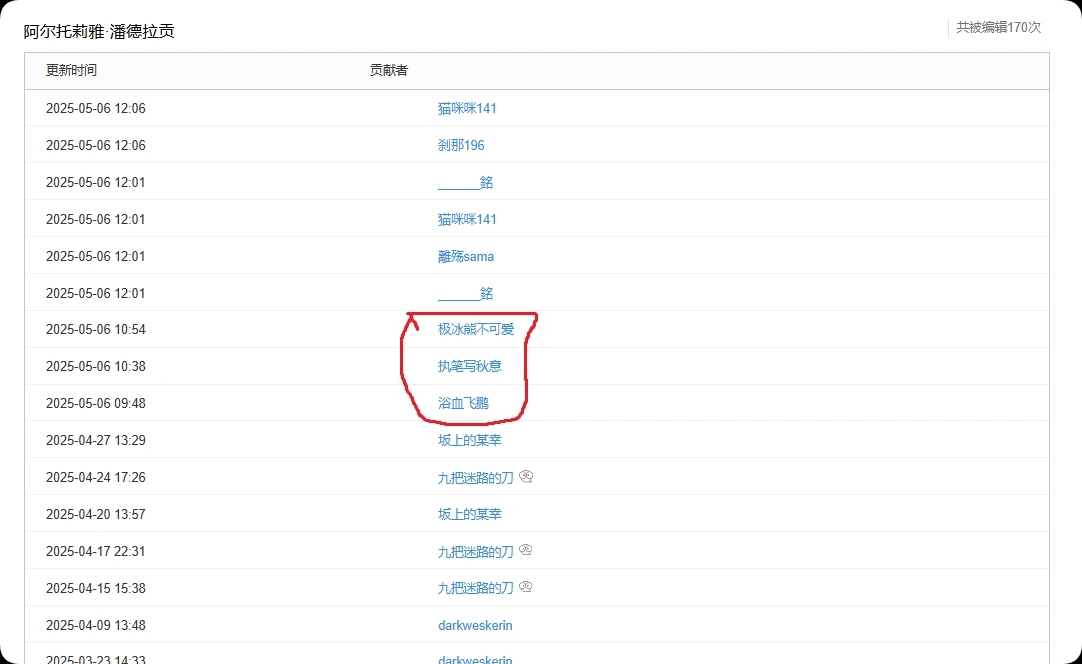 阿尔托莉雅·潘德拉贡
共被编辑170次
更新时间 贡献者
2025-05-06 12:06 猫咪咪141
2025-05-06 12:06 刹那196
2025-05-06 12:01 ______銘
2025-05-06 12:01 猫咪咪141
2025-05-06 12:01 離殇sama
2025-05-06 12:01 ______銘
2025-05-06 10:54 极冰熊不可爱
2025-05-06 10:38 执笔写秋意
2025-05-06 09:48 浴血飞鹏
2025-04-27 13:29 坂上的某幸
2025-04-24 17:26 九把迷路的刀
2025-04-20 13:57 坂上的某幸
2025-04-17 22:31 九把迷路的刀
2025-04-15 15:38 九把迷路的刀
2025-04-09 13:48 darkweskerin
2025-03-23 14:33 darkweskerin